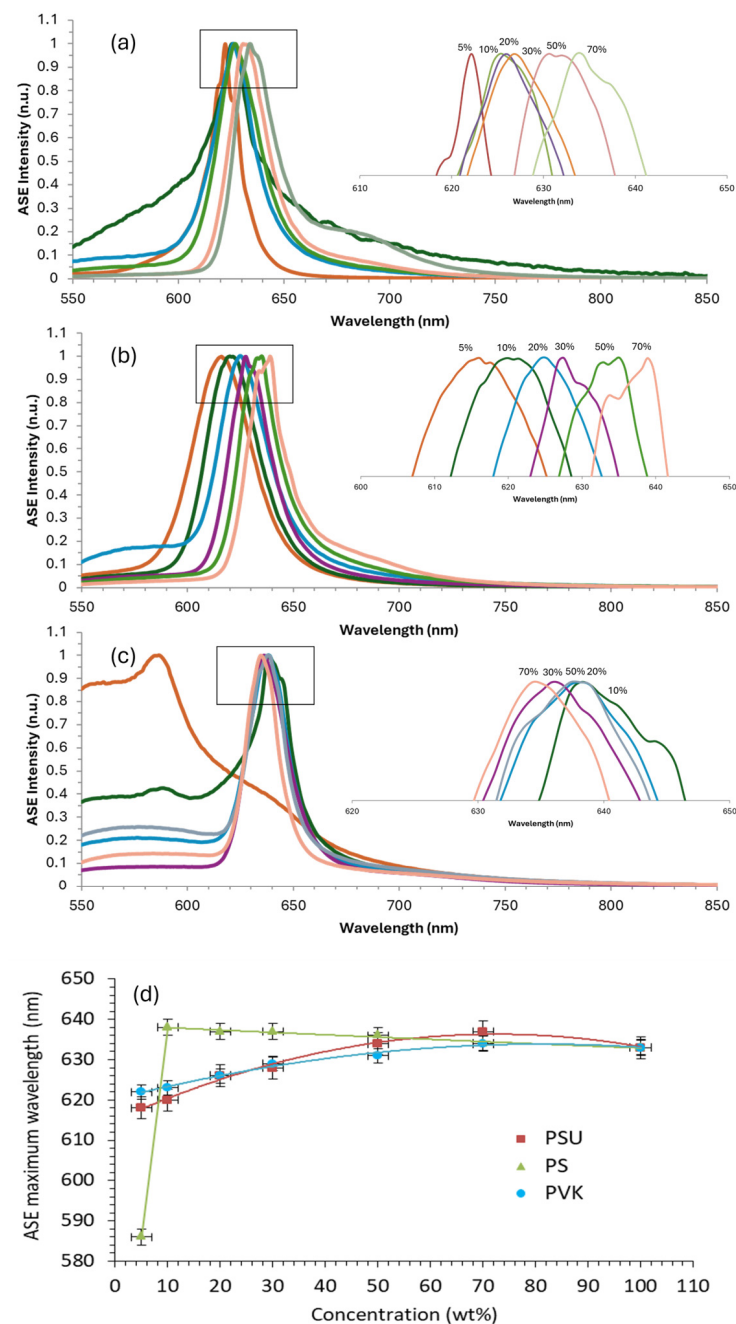 (a)
ASE Intensity (n.u.)
1.1
1
0.9
0.8
0.7
0.6
0.5
0.4
0.3
0.2
0.1
0
550 600 650 700 750 800 850
Wavelength (nm)
5% 10% 20% 30% 50% 70%
610 620 630 640 650
Wavelength (nm)
(b)
ASE Intensity (n.u.)
1.1
1
0.9
0.8
0.7
0.6
0.5
0.4
0.3
0.2
0.1
0
550 600 650 700 750 800 850
Wavelength (nm)
5% 10% 20% 30% 50% 70%
600 610 620 630 640 650
Wavelength (nm)
(c)
ASE Intensity (n.u.)
1.1
1
0.9
0.8
0.7
0.6
0.5
0.4
0.3
0.2
0.1
0
550 600 650 700 750 800 850
Wavelength (nm)
70% 30% 50% 20% 10%
620 630 640 650
Wavelength (nm)
(d)
ASE maximum wavelength (nm)
650
640
630
620
610
600
590
580
PSU
PS
PVK
0 10 20 30 40 50 60 70 80 90 100 110
Concentration (wt%)